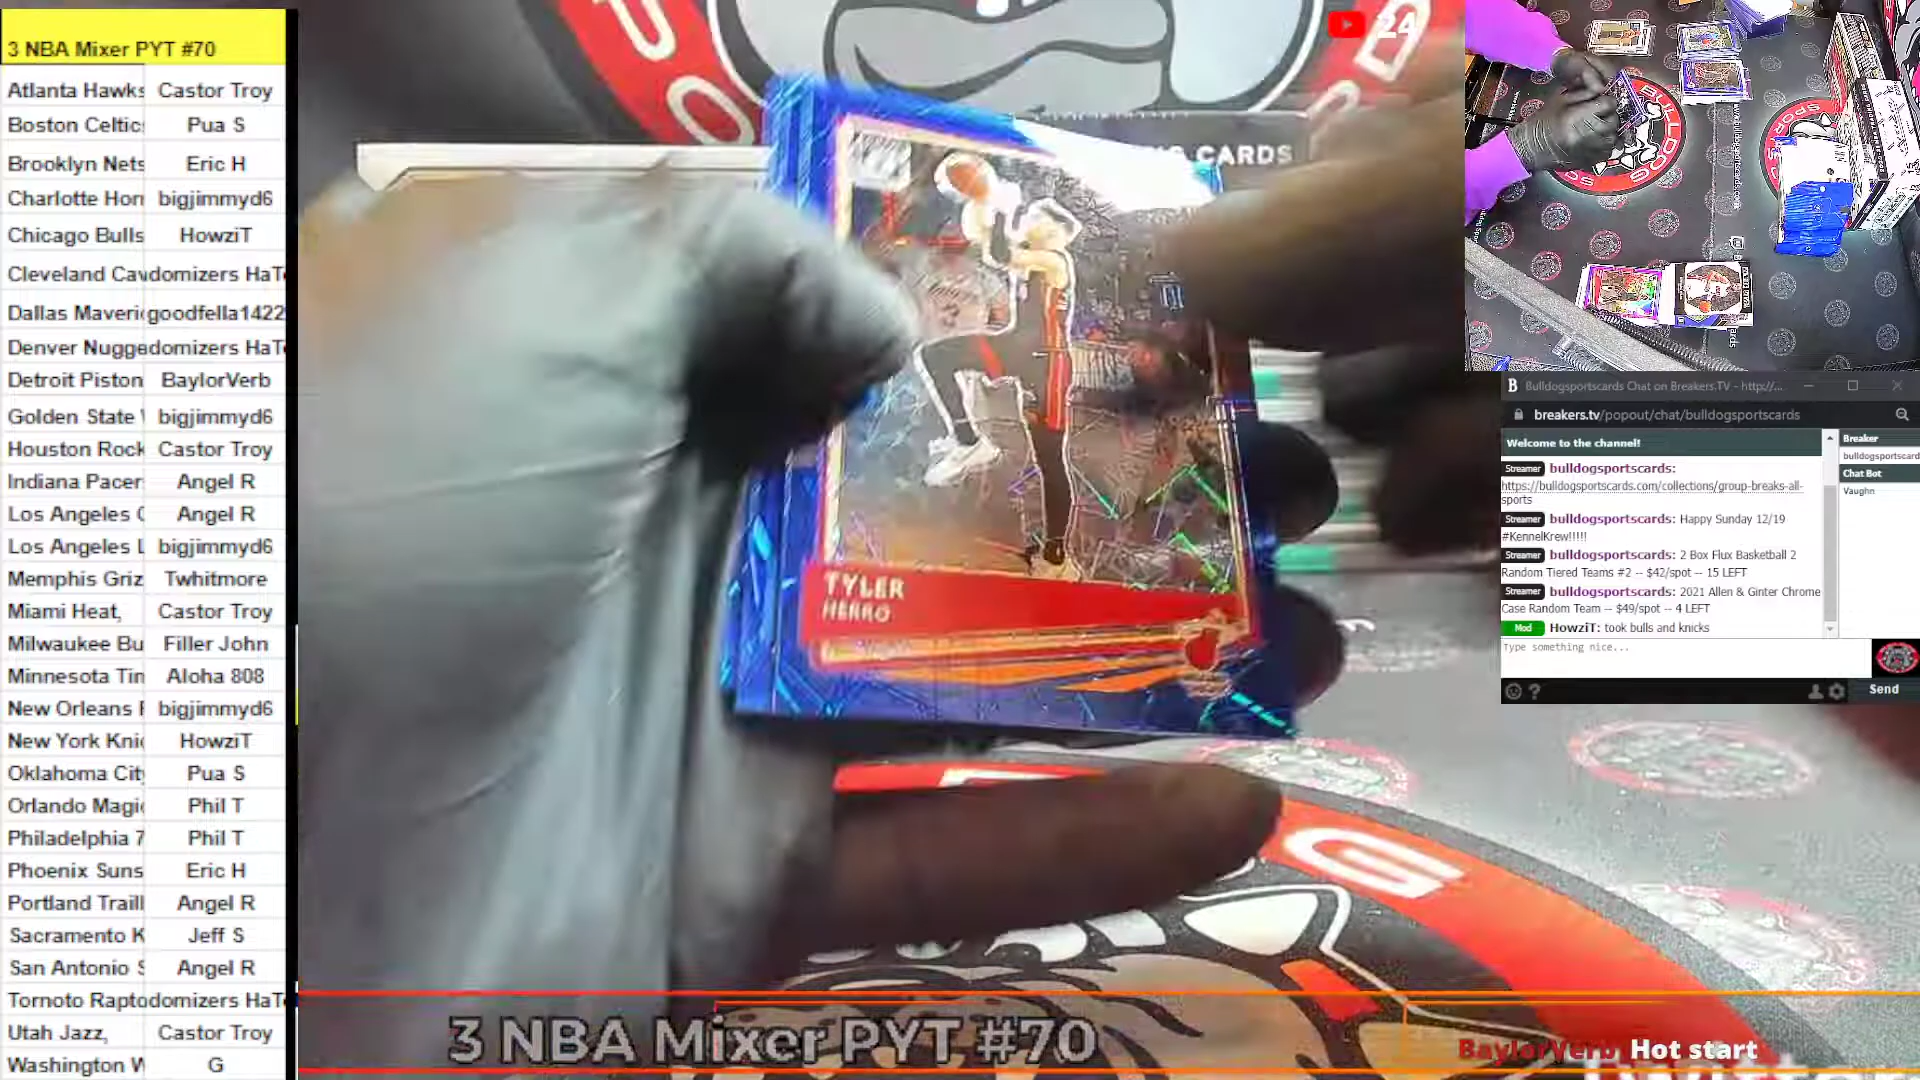 3 NBA Mixer PYT #70
Atlanta Hawks Castor Troy
Boston Celtics Pua S
Brooklyn Nets Eric H
Charlotte Horn bigjimmyd6
Chicago Bulls HowziT
Cleveland Cavdomizers HaT
Dallas Maveri goodfella1422
Denver Nuggedomizers HaT
Detroit Piston BaylorVerb
Golden State bigjimmyd6
Houston Rock Castor Troy
Indiana Pacer Angel R
Los Angeles C Angel R
Los Angeles L bigjimmyd6
Memphis Griz Twhitmore
Miami Heat, Castor Troy
Milwaukee Bu Filler John
Minnesota Tin Aloha 808
New Orleans bigjimmyd6
New York Kni HowziT
Oklahoma City Pua S
Orlando Magic Phil T
Philadelphia 7 Phil T
Phoenix Suns Eric H
Portland Traill Angel R
Sacramento K Jeff S
San Antonio S Angel R
Tornoto Raptodomizers HaT
Utah Jazz, Castor Troy
Washington W G
24
CARDS
TYLER
HERRO
Bulldogsportscards Chat on Breakers.TV - http://...
breakers.tv/popout/chat/bulldogsportscards
Welcome to the channel!
Streamer bulldogsportscards:
https://bulldogsportscards.com/collections/group-breaks-all-
sports
Streamer bulldogsportscards: Happy Sunday 12/19
#KennelKrew!!!!!
Streamer bulldogsportscards: 2 Box Flux Basketball 2
Random Tiered Teams #2 -- $42/spot -- 15 LEFT
Streamer bulldogsportscards: 2021 Allen & Ginter Chrome
Case Random Team -- $49/spot -- 4 LEFT
Mod HowziT: took bulls and knicks
Type something nice...
Send
Breaker
bulldogsportscard
Chat Bot
Vaughn
3 NBA Mixer PYT #70
BaylorVerb Hot start